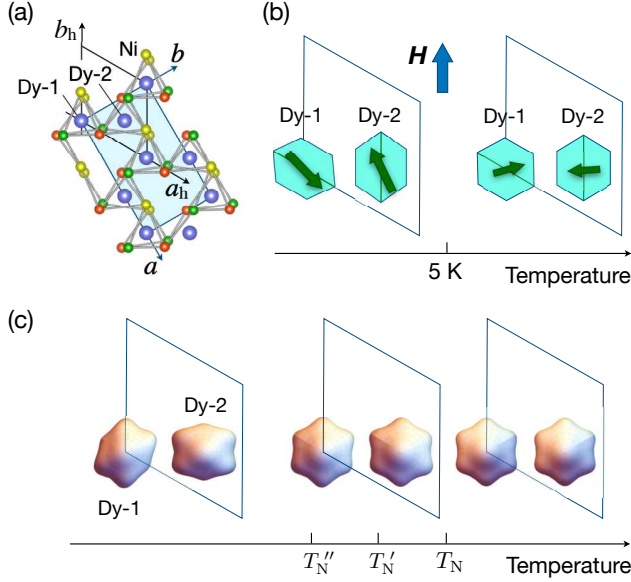 (a)
b_h
Ni
b
Dy-1
Dy-2
a_h
a
(b)
H
Dy-1 Dy-2
Dy-1 Dy-2
5 K
Temperature
(c)
Dy-2
Dy-1
T_N''
T_N'
T_N
Temperature